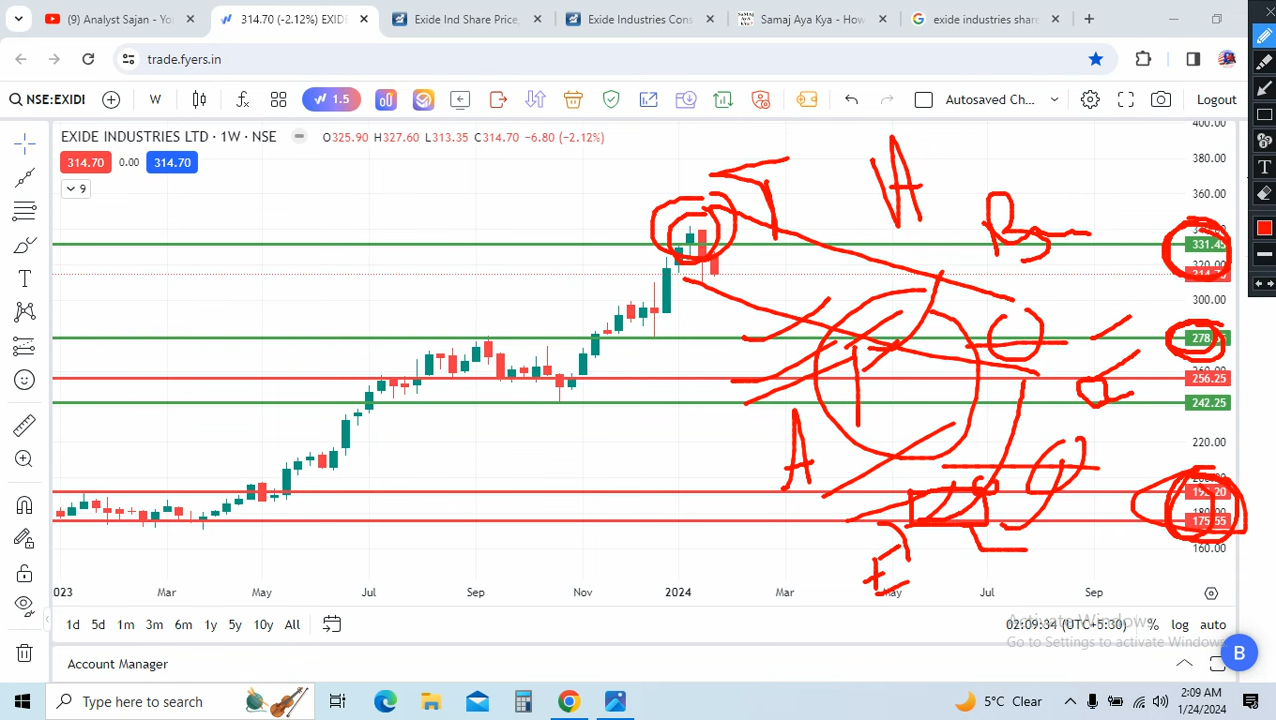 (9) Analyst Sajan - Yo
314.70 (-2.12%) EXIDE
Exide Ind Share Price,
Exide Industries Cons
Samaj Aya Kya - How
exide industries share
trade.fyers.in
NSE:EXIDI
W
1.5
Autosaved Ch...
Logout
EXIDE INDUSTRIES LTD · 1W · NSE
O325.90 H327.60 L313.35 C314.70 -6.80 (-2.12%)
314.70 0.00 314.70
9
400.00
380.00
360.00
331.45
320.00
300.00
256.25
242.25
220.00
175.55
160.00
023 Mar May Jul Sep Nov 2024 Mar May Jul Sep
1d 5d 1m 3m 6m 1y 5y 10y All
02:09:34 (UTC+5:30) % log auto
Activate Windows
Go to Settings to activate Windows.
Account Manager
B
Type here to search
5°C Clear
2:09 AM
1/24/2024